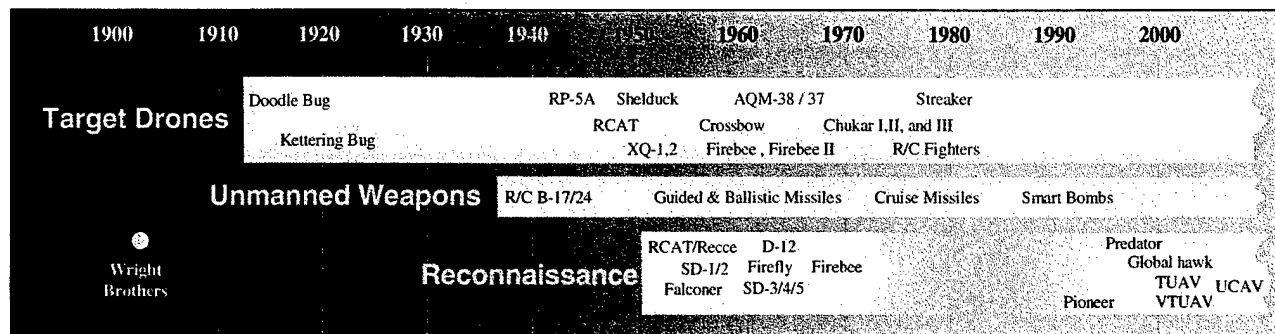 1900 1910 1920 1930 1940 1950 1960 1970 1980 1990 2000
Target Drones
Doodle Bug RP-5A Shelduck AQM-38 / 37 Streaker
RCAT Crossbow Chukar I,II, and III
Kettering Bug XQ-1,2 Firebee , Firebee II R/C Fighters
Unmanned Weapons R/C B-17/24 Guided & Ballistic Missiles Cruise Missiles Smart Bombs
Wright
Brothers
Reconnaissance
RCAT/Recce D-12 Predator
SD-1/2 Firefly Firebee Global hawk
Falconer SD-3/4/5 TUAV UCAV
Pioneer VTUAV